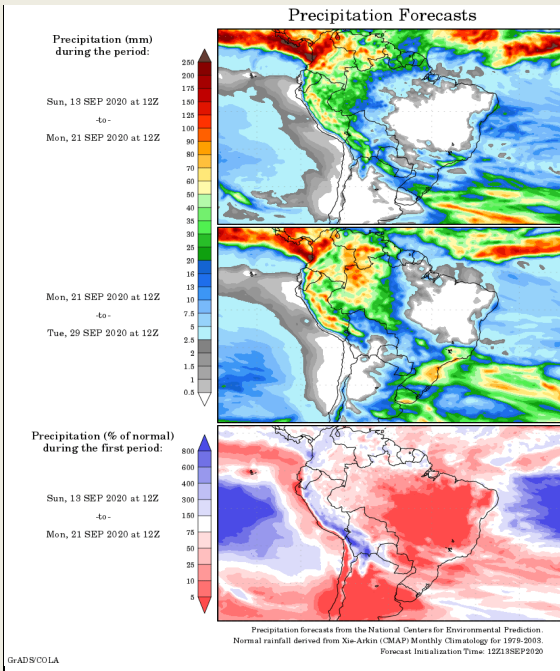 Precipitation Forecasts
Precipitation (mm)
during the period:
Sun, 13 SEP 2020 at 12Z
-to-
Mon, 21 SEP 2020 at 12Z
250
200
175
150
125
100
90
80
70
60
50
40
35
30
25
20
16
13
10
7.5
5
2.5
2
1.5
1
0.5
Mon, 21 SEP 2020 at 12Z
-to-
Tue, 29 SEP 2020 at 12Z
Precipitation (% of normal)
during the first period:
Sun, 13 SEP 2020 at 12Z
-to-
Mon, 21 SEP 2020 at 12Z
800
600
400
300
150
75
50
25
10
5
Precipitation forecasts from the National Centers for Environmental Prediction.
Normal rainfall derived from Xie-Arkin (CMAP) Monthly Climatology for 1979-2003.
Forecast Initialization Time: 12Z13SEP2020
GrADS/COLA